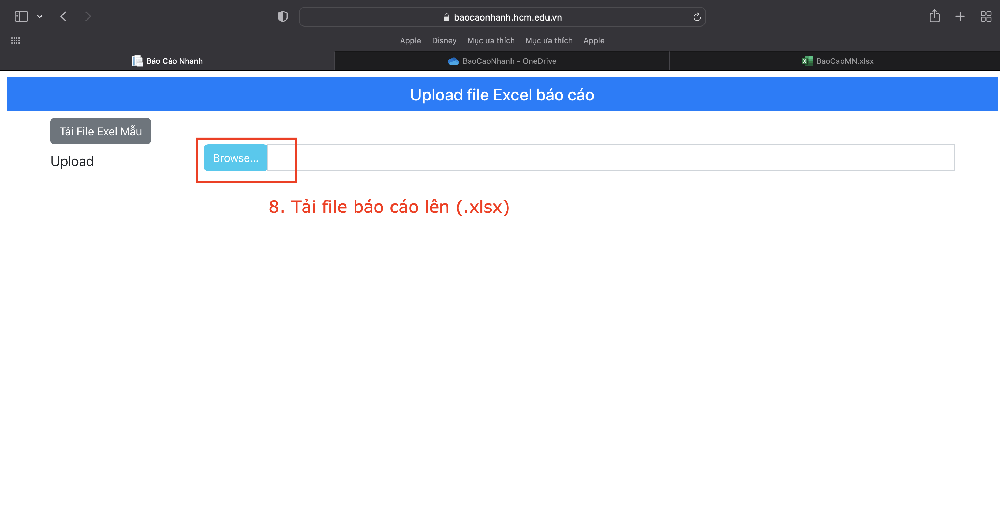 baocaonhanh.hcm.edu.vn
Apple Disney Mục ưa thích Mục ưa thích Apple
Báo Cáo Nhanh BaoCaoNhanh - OneDrive BaoCaoMN.xlsx
Upload file Excel báo cáo
Tải File Exel Mẫu
Upload Browse...
8. Tải file báo cáo lên (.xlsx)